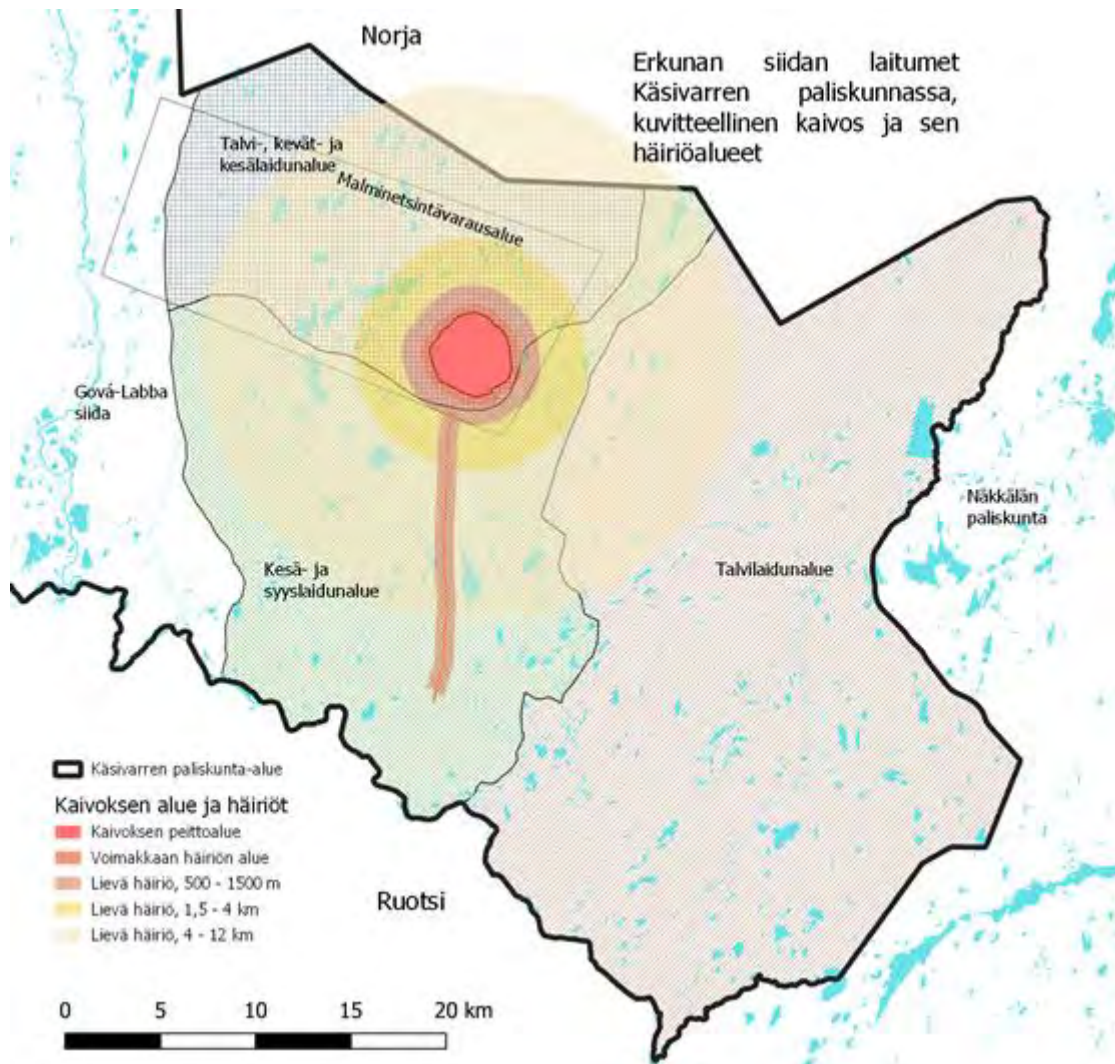 Norja
Erkunan siidan laitumet
Käsivarren paliskunnassa,
kuvitteellinen kaivos ja sen
häiriöalueet
Talvi-, kevät- ja
kesälaidunalue
Malminetsintävarausalue
Gová-Labba
siida
Näkkälän
paliskunta
Kesä- ja
syyslaidunalue
Talvilaidunalue
Käsivarren paliskunta-alue
Kaivoksen alue ja häiriöt
Kaivoksen peittoalue
Voimakkaan häiriön alue
Lievä häiriö, 500 - 1500 m
Lievä häiriö, 1,5 - 4 km
Lievä häiriö, 4 - 12 km
Ruotsi
0 5 10 15 20 km